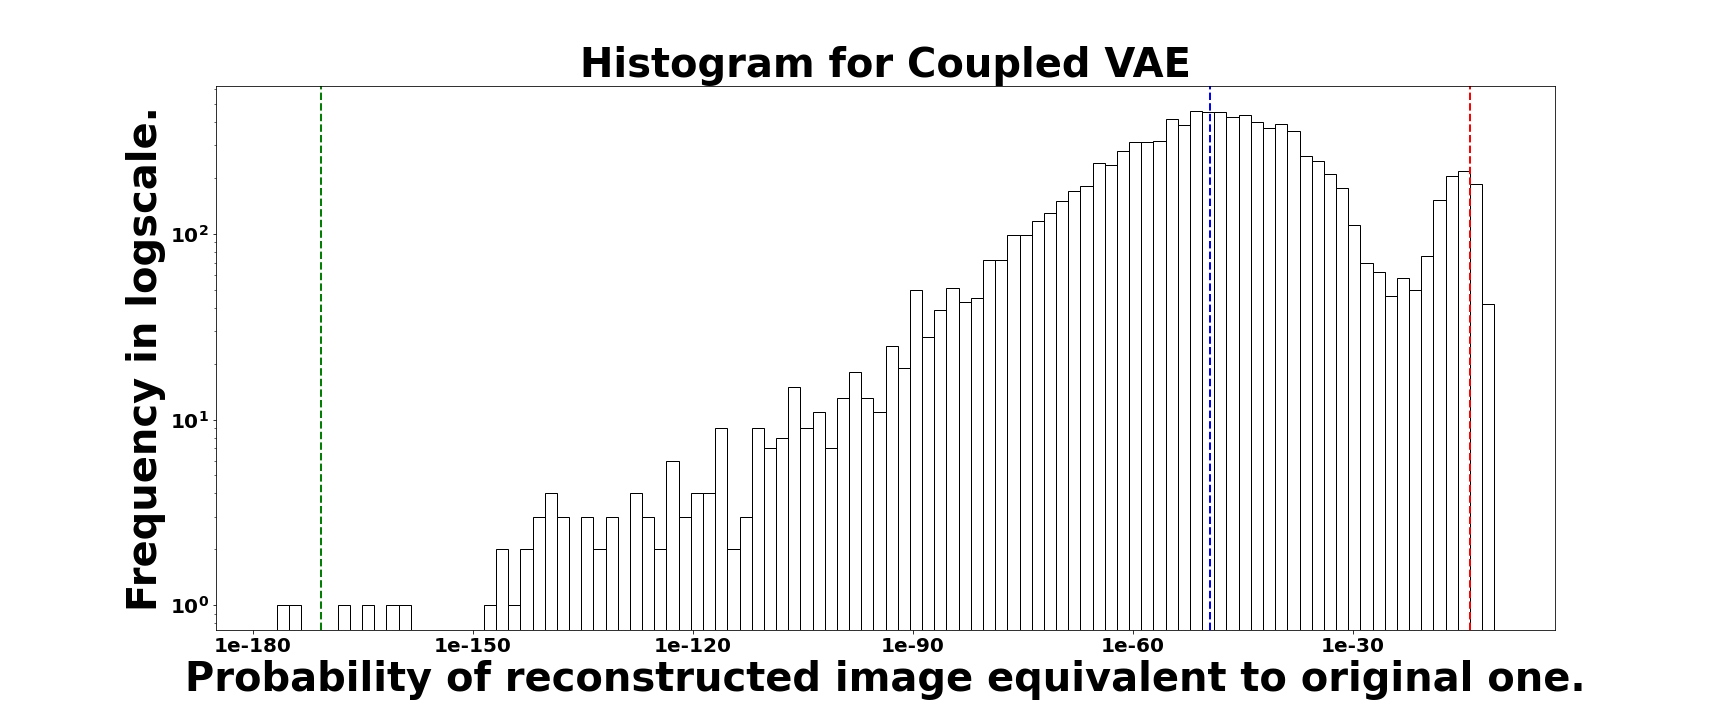 Histogram for Coupled VAE
Frequency in logscale.
10²
10¹
10⁰
1e-180 1e-150 1e-120 1e-90 1e-60 1e-30
Probability of reconstructed image equivalent to original one.